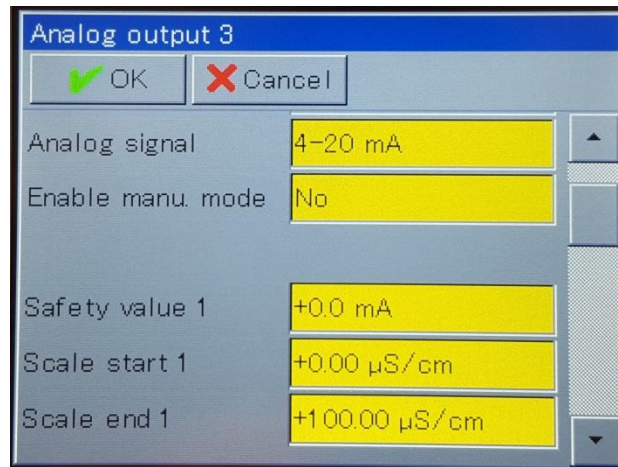 Analog output 3
OK Cancel
Analog signal 4-20 mA
Enable manu. mode No
Safety value 1 +0.0 mA
Scale start 1 +0.00 µS/cm
Scale end 1 +100.00 µS/cm